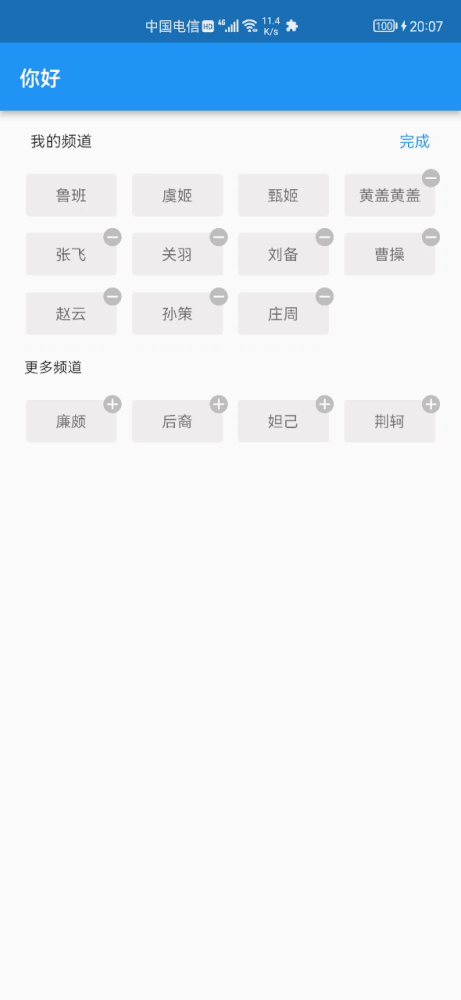 中国电信 HD 4G 11.4 K/s 100 20:07
你好
我的频道 完成
鲁班 虞姬 甄姬 黄盖黄盖
张飞 关羽 刘备 曹操
赵云 孙策 庄周
更多频道
廉颇 后裔 妲己 荆轲